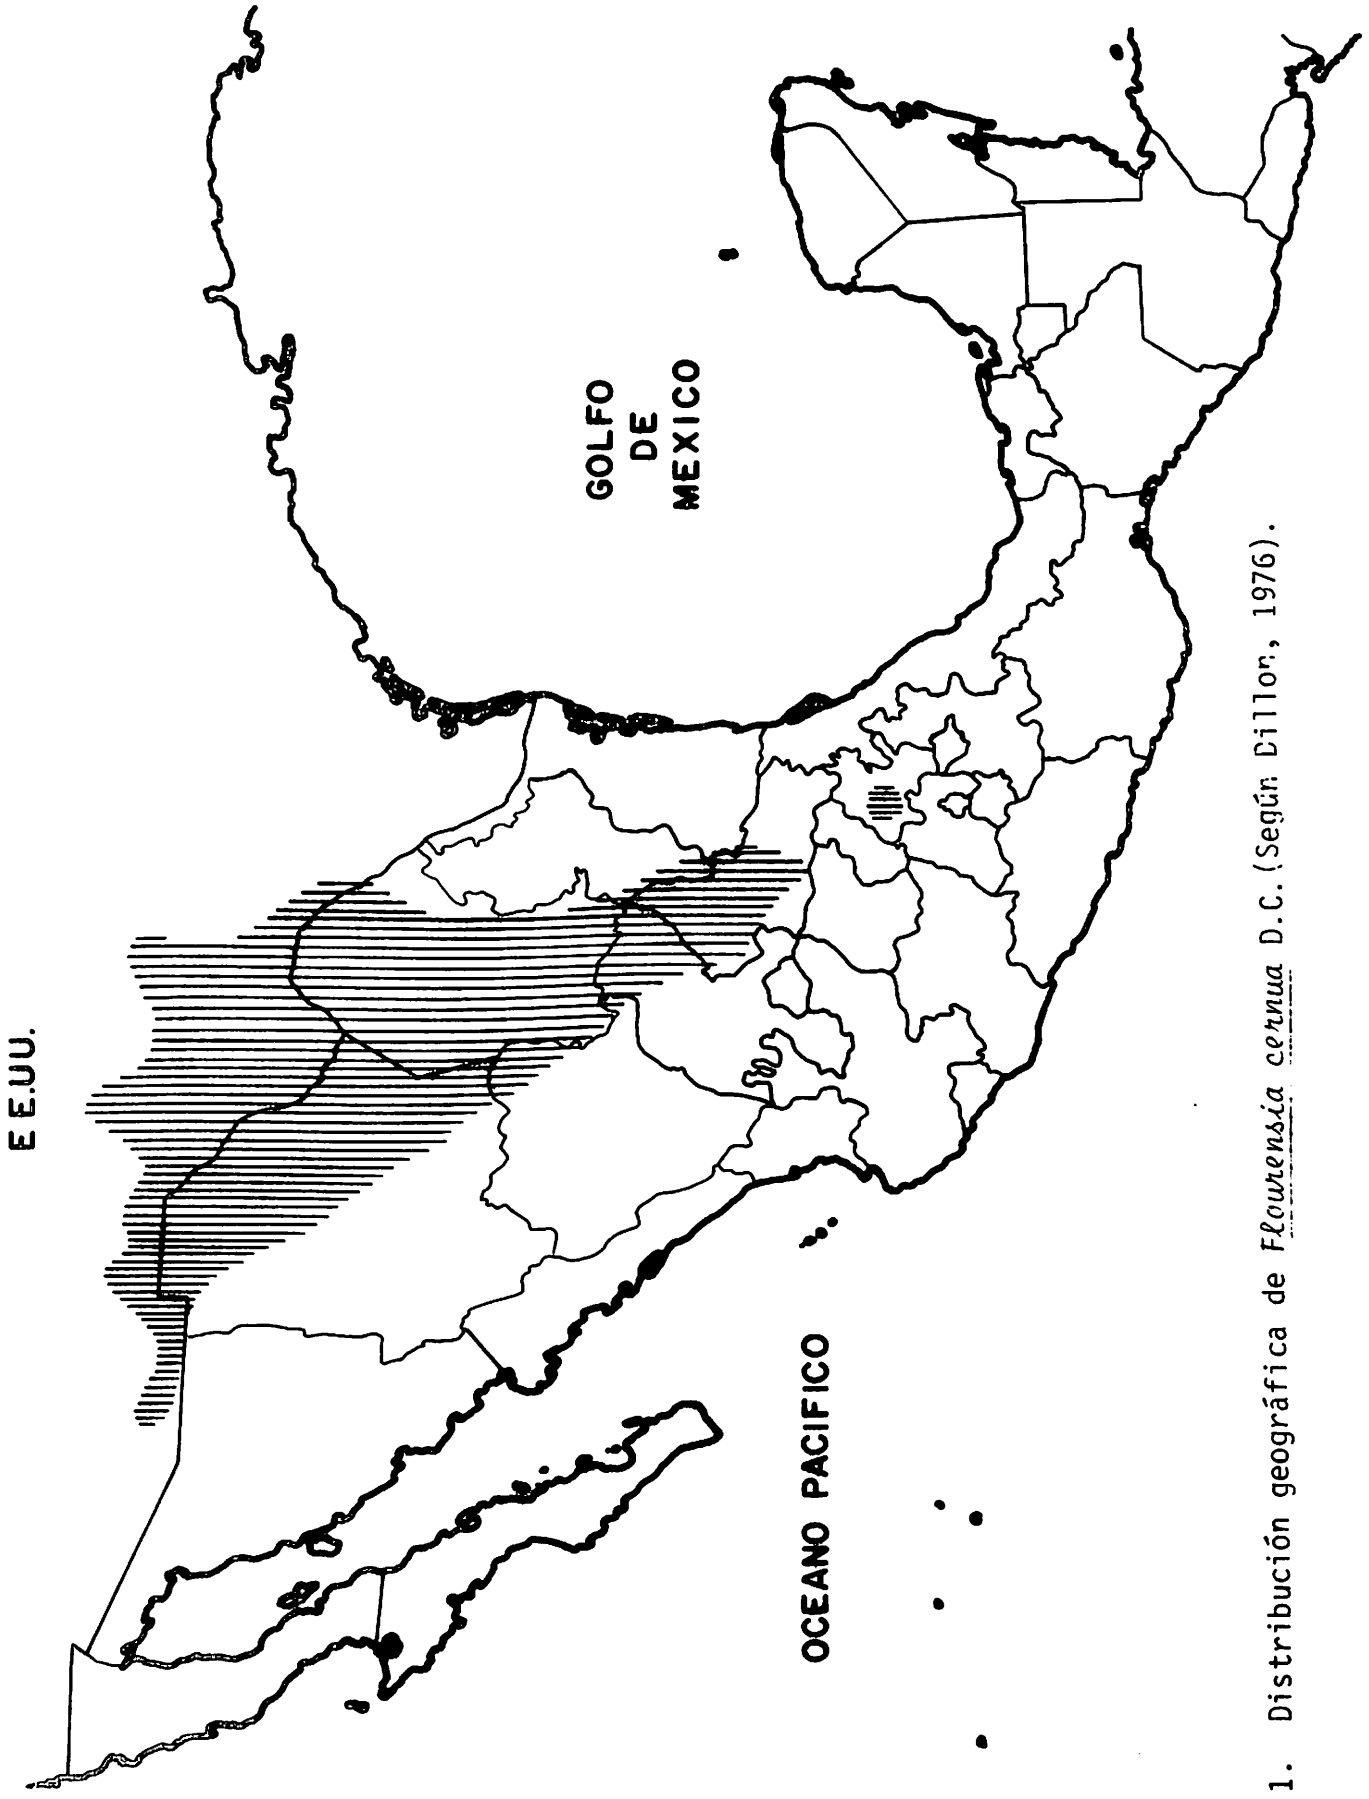 E E.UU.
GOLFO
DE
MEXICO
OCEANO PACIFICO
1. Distribución geográfica de Flourensia cernua D.C. (Según Dillon, 1976).